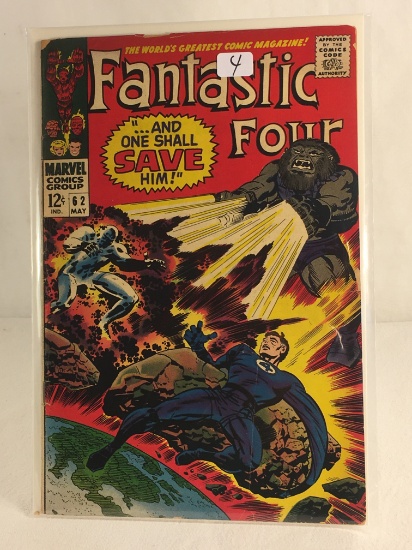 THE WORLD'S GREATEST COMIC MAGAZINE!
4
Fantastic
Four
APPROVED
BY THE
COMICS
CODE
AUTHORITY
"...AND
ONE SHALL
SAVE
HIM!"
MARVEL
COMICS
GROUP
12¢
IND.
62
MAY
4